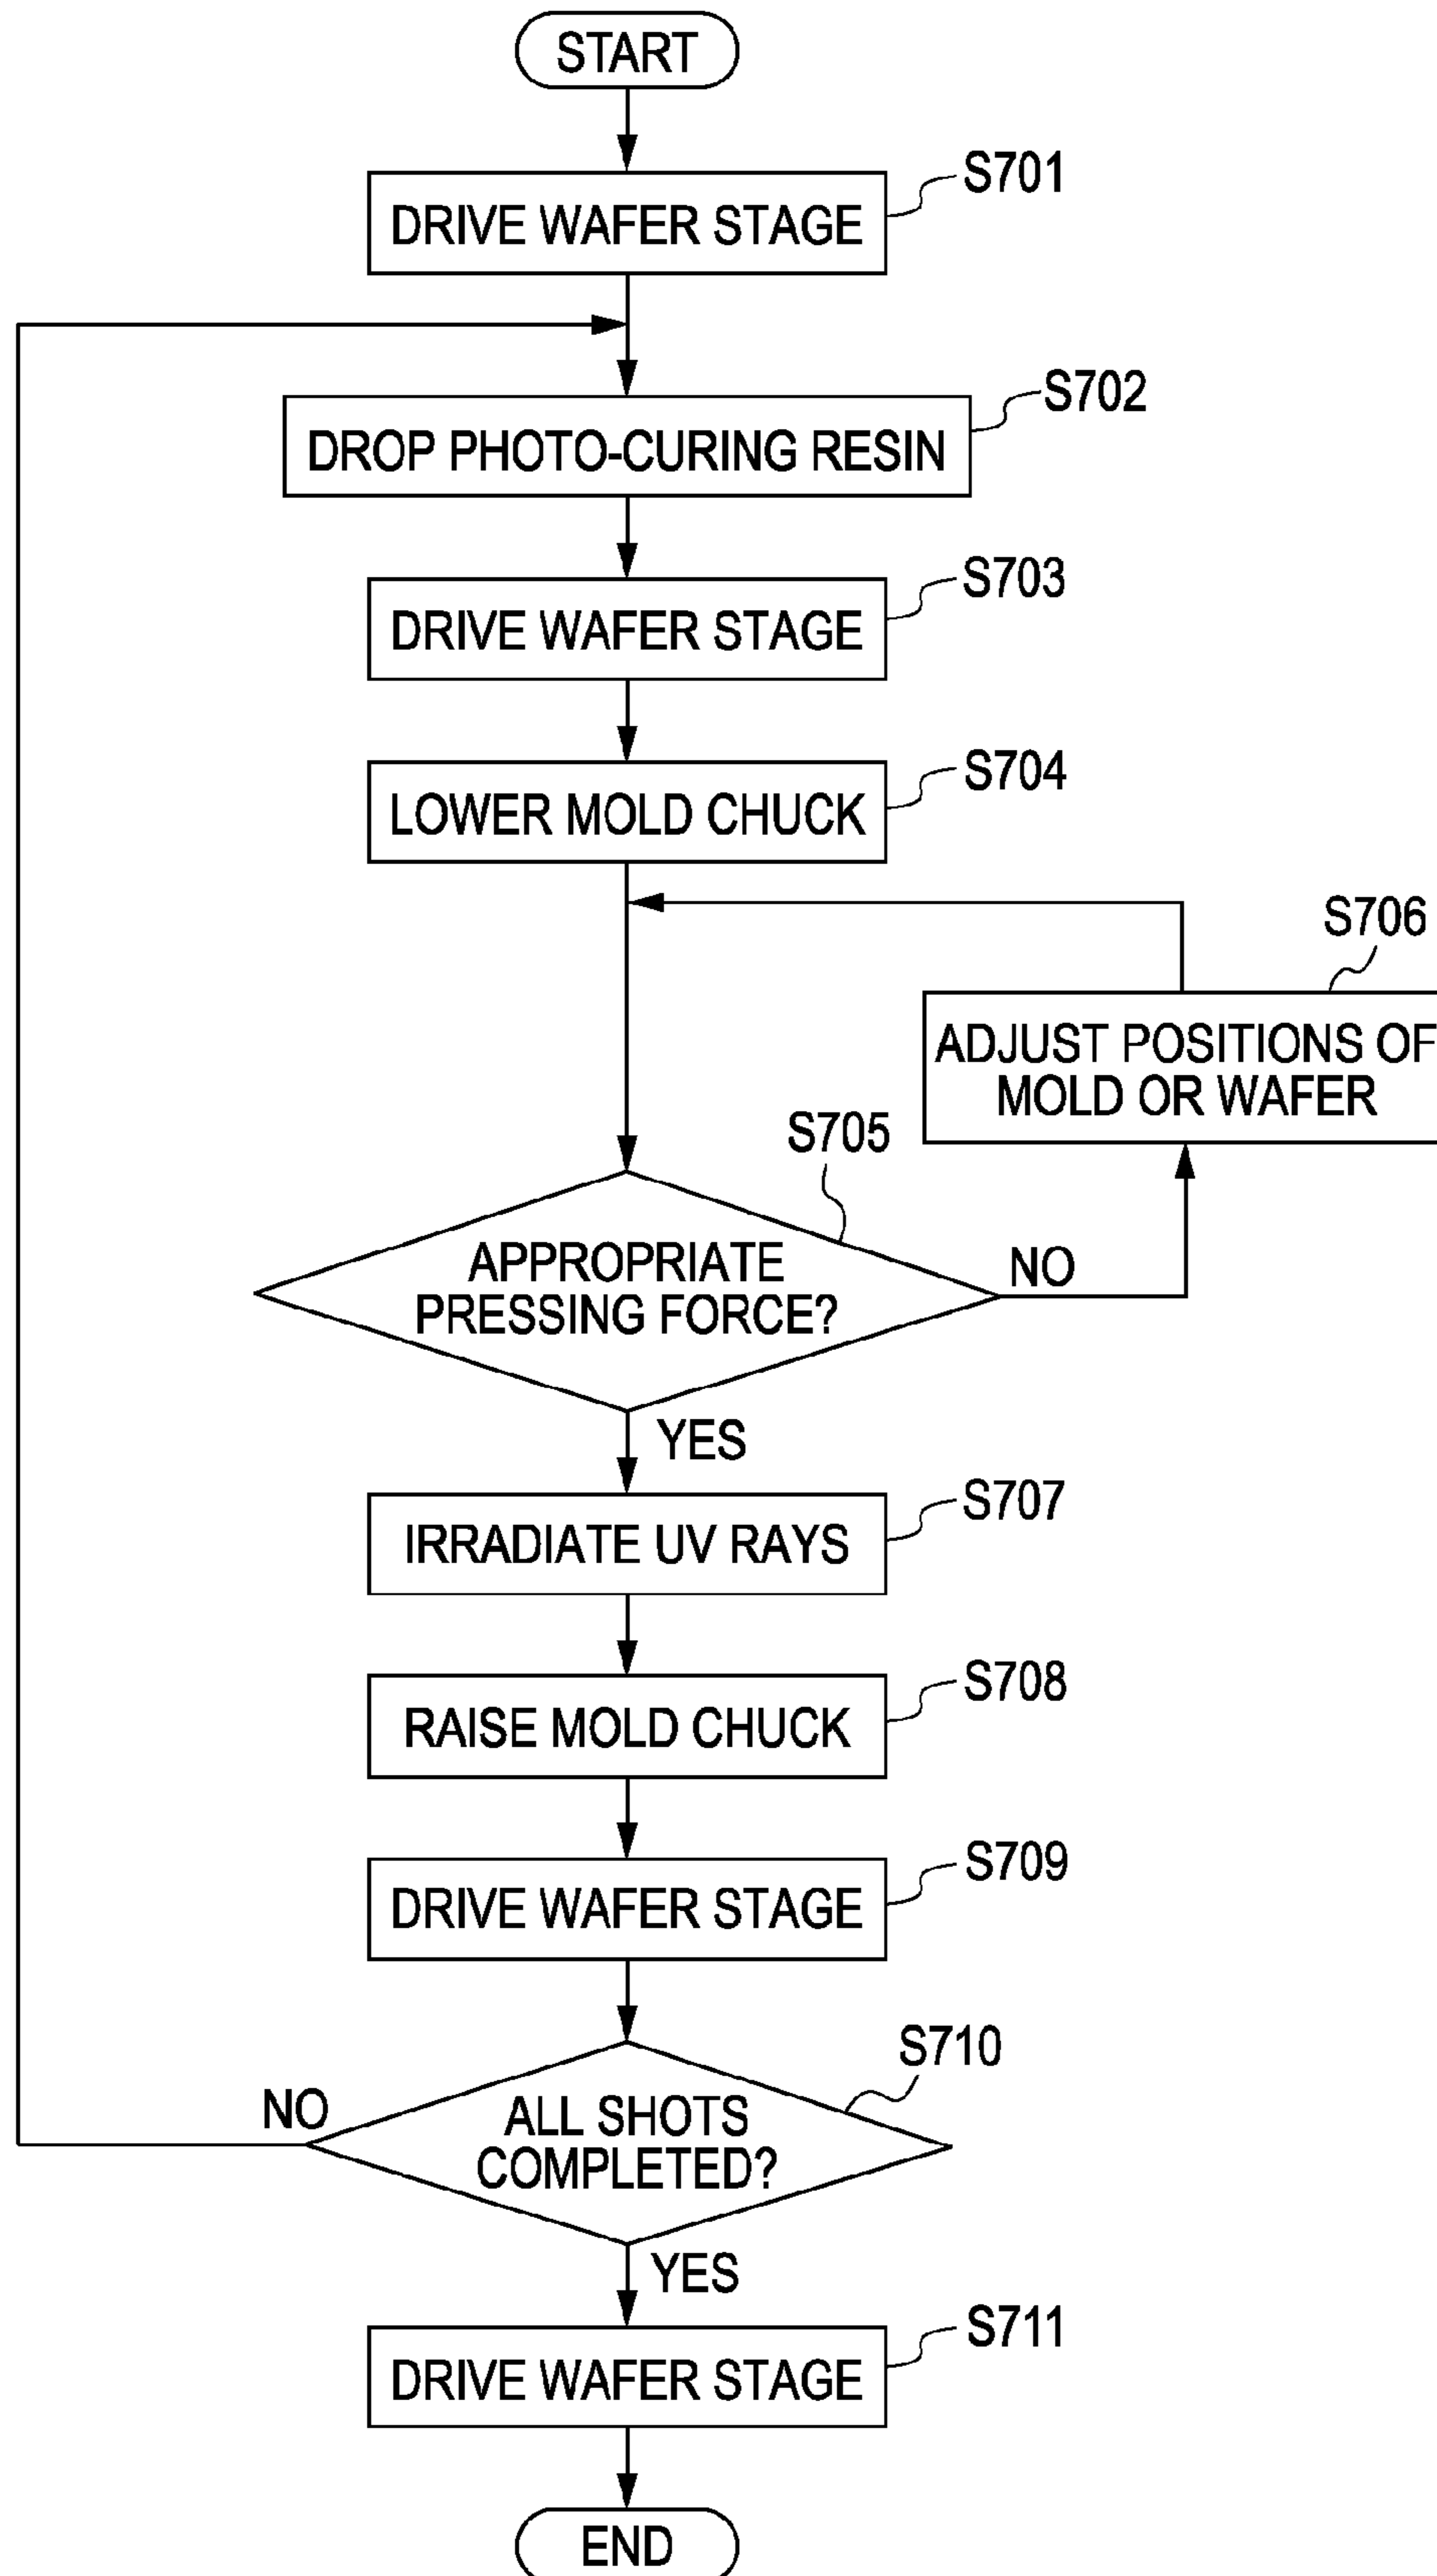 START
S701
DRIVE WAFER STAGE
S702
DROP PHOTO-CURING RESIN
S703
DRIVE WAFER STAGE
S704
LOWER MOLD CHUCK
S706
ADJUST POSITIONS OF
MOLD OR WAFER
S705
APPROPRIATE
PRESSING FORCE?
NO
YES
S707
IRRADIATE UV RAYS
S708
RAISE MOLD CHUCK
S709
DRIVE WAFER STAGE
S710
NO
ALL SHOTS
COMPLETED?
YES
S711
DRIVE WAFER STAGE
END